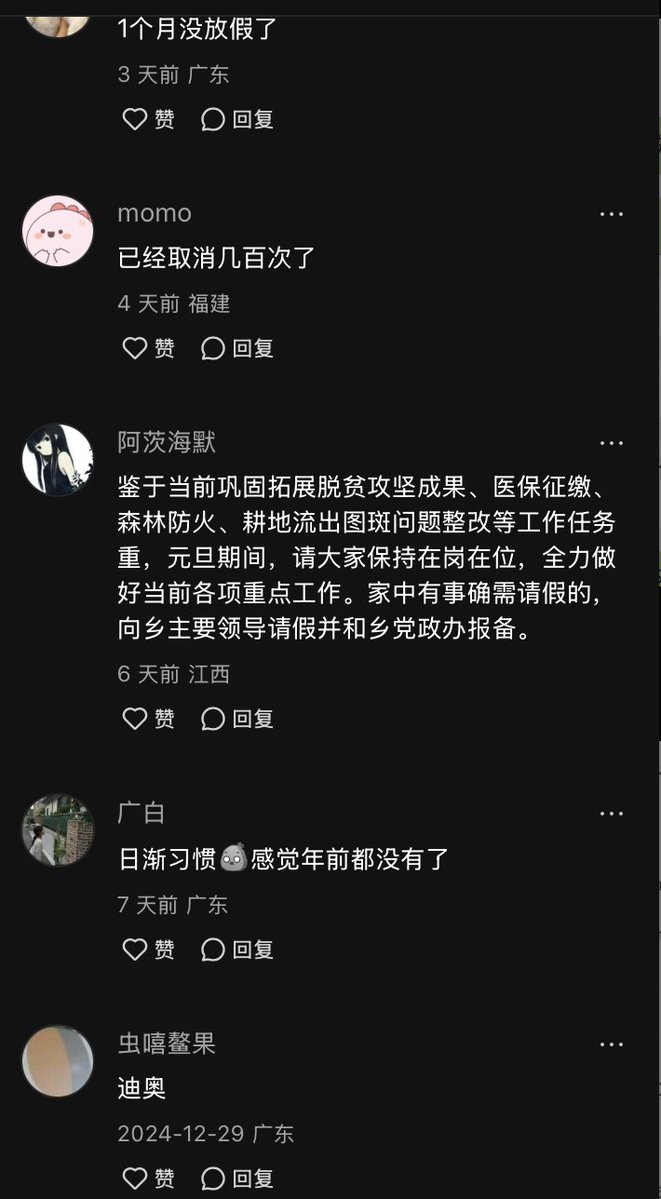 1个月没放假了
3 天前 广东
赞 回复
momo
已经取消几百次了
4 天前 福建
赞 回复
阿茨海默
鉴于当前巩固拓展脱贫攻坚成果、医保征缴、
森林防火、耕地流出图斑问题整改等工作任务
重，元旦期间，请大家保持在岗在位，全力做
好当前各项重点工作。家中有事确需请假的，
向乡主要领导请假并和乡党政办报备。
6 天前 江西
赞 回复
广白
日渐习惯感觉年前都没有了
7 天前 广东
赞 回复
虫嘻鳌果
迪奥
2024-12-29 广东
赞 回复